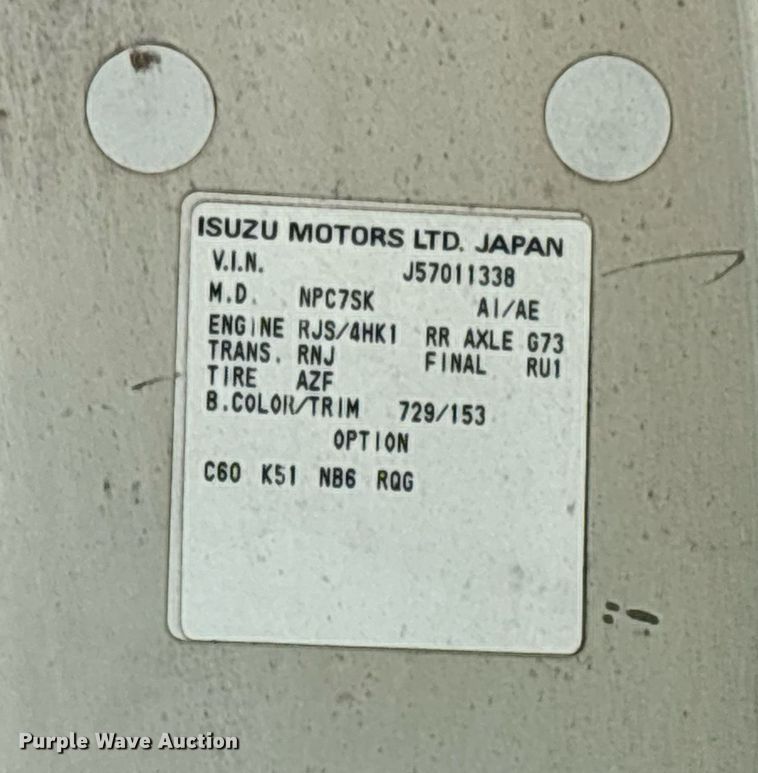 ISUZU MOTORS LTD. JAPAN
V.I.N. J57011338
M.D. NPC7SK AI/AE
ENGINE RJS/4HK1 RR AXLE G73
TRANS. RNJ FINAL RU1
TIRE AZF
B.COLOR/TRIM 729/153
OPTION
C60 K51 NB6 RQG
Purple Wave Auction